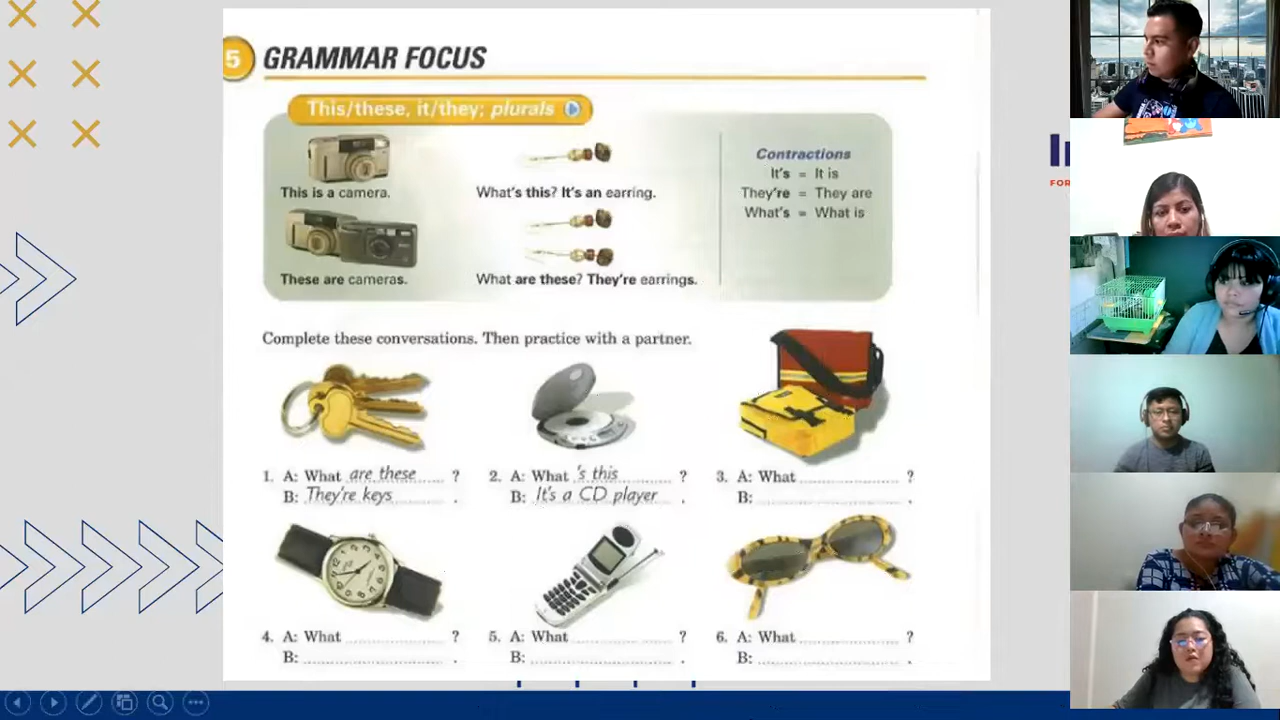 5 GRAMMAR FOCUS
This/these, it/they; plurals
This is a camera.
What's this? It's an earring.
These are cameras.
What are these? They're earrings.
Contractions
It's = It is
They're = They are
What's = What is
Complete these conversations. Then practice with a partner.
1. A: What are these ?
B: They're keys .
2. A: What 's this ?
B: It's a CD player .
3. A: What ?
B: .
4. A: What ?
B: .
5. A: What ?
B: .
6. A: What ?
B: .
FOR